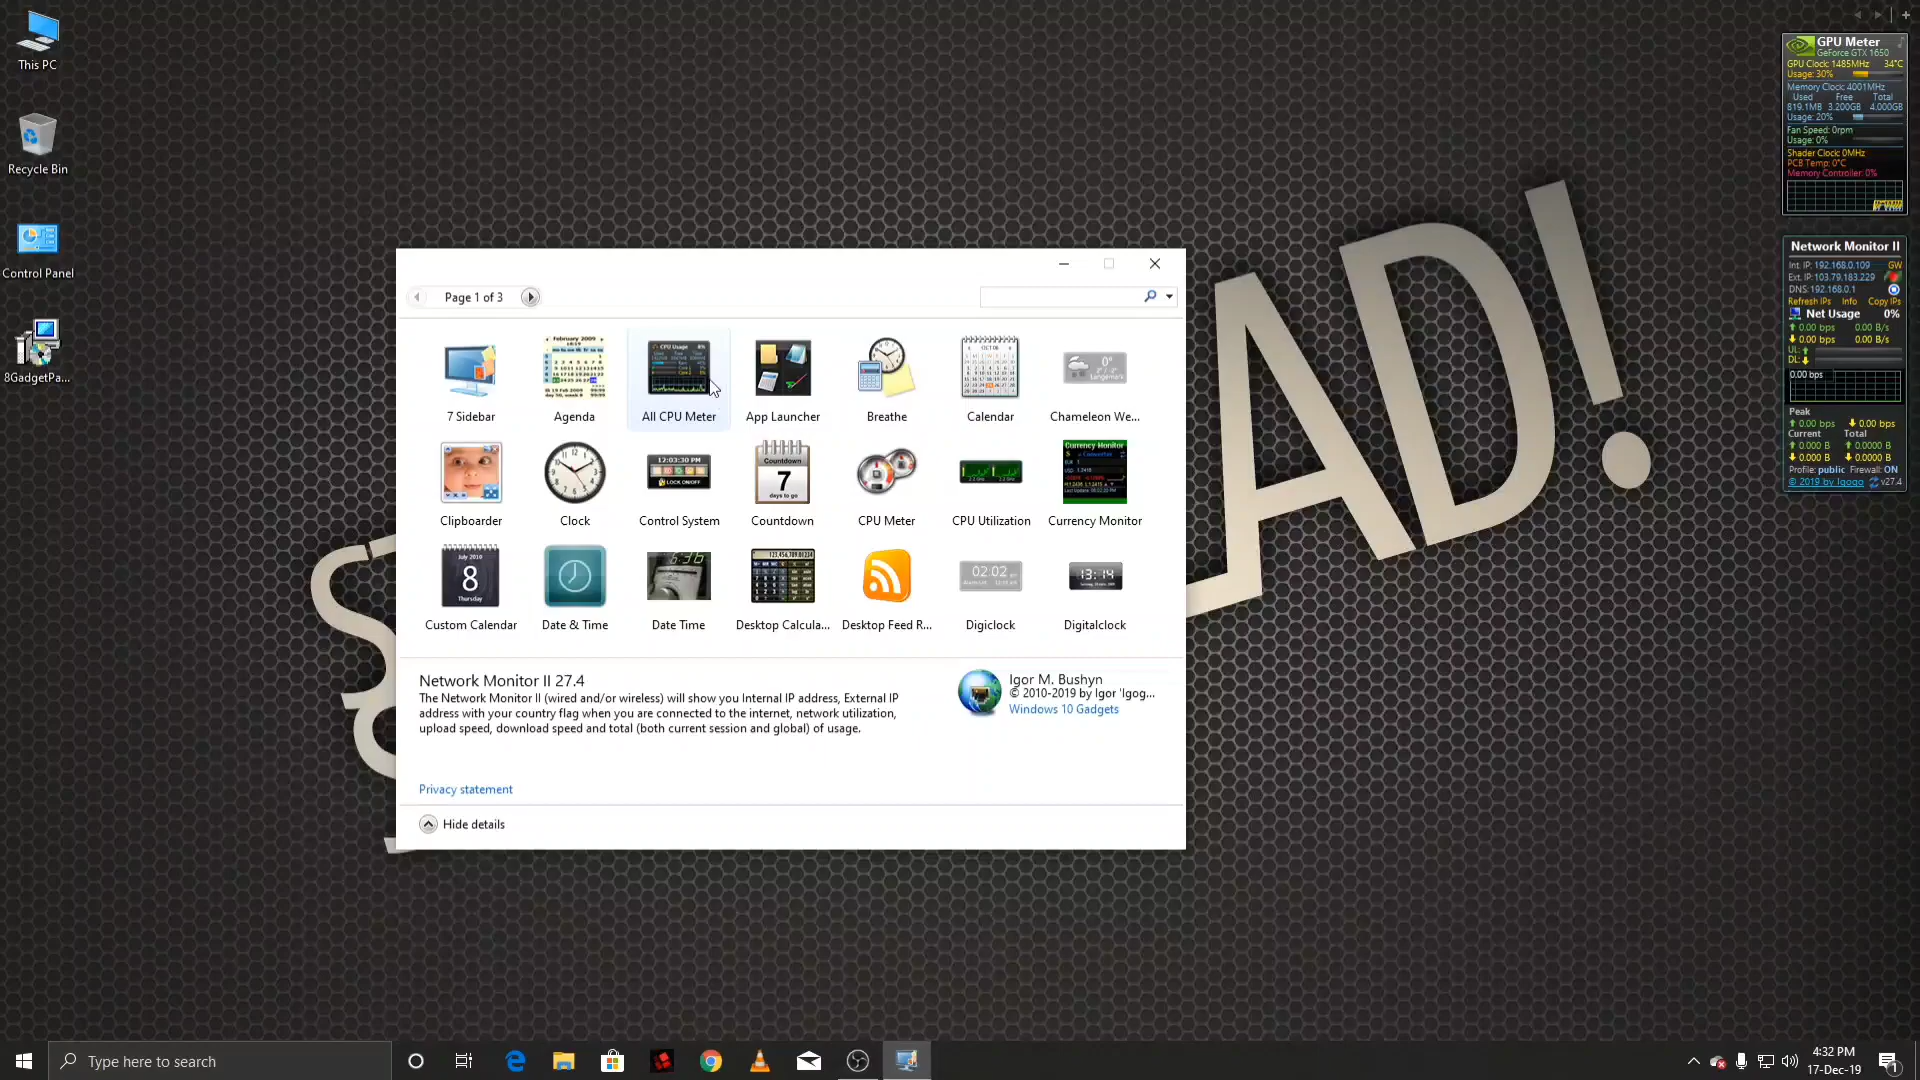 This PC
Recycle Bin
Control Panel
8GadgetPa...
Page 1 of 3
7 Sidebar
Agenda
All CPU Meter
App Launcher
Breathe
Calendar
Chameleon We...
Clipboarder
Clock
Control System
Countdown
CPU Meter
CPU Utilization
Currency Monitor
Custom Calendar
Date & Time
Date Time
Desktop Calcula...
Desktop Feed R...
Digiclock
Digitalclock
Network Monitor II 27.4
The Network Monitor II (wired and/or wireless) will show you Internal IP address, External IP
address with your country flag when you are connected to the internet, network utilization,
upload speed, download speed and total (both current session and global) of usage.
Igor M. Bushyn
© 2010-2019 by Igor 'Igog...
Windows 10 Gadgets
Privacy statement
Hide details
AD!
GPU Meter
GeForce GTX 1650
GPU Clock: 1485MHz 34°C
Usage: 30%
Memory Clock: 4001MHz
Used Free Total
819.1MB 3.200GB 4.000GB
Usage: 20%
Fan Speed: 0rpm
Usage: 0%
Shader Clock: 0MHz
PCB Temp: 0°C
Memory Controller: 0%
Network Monitor II
Int. IP: 192.168.0.109 GW
Ext. IP: 103.79.183.229
DNS: 192.168.0.1
Refresh IPs Info Copy IPs
Net Usage 0%
0.00 bps 0.00 B/s
0.00 bps 0.00 B/s
UL:
DL:
0.00 bps
Peak
0.00 bps 0.00 bps
Current Total
0.000 B 0.0000 B
0.000 B 0.0000 B
Profile: public Firewall: ON
© 2019 by Igogo v27.4
Type here to search
4:32 PM
17-Dec-19
1